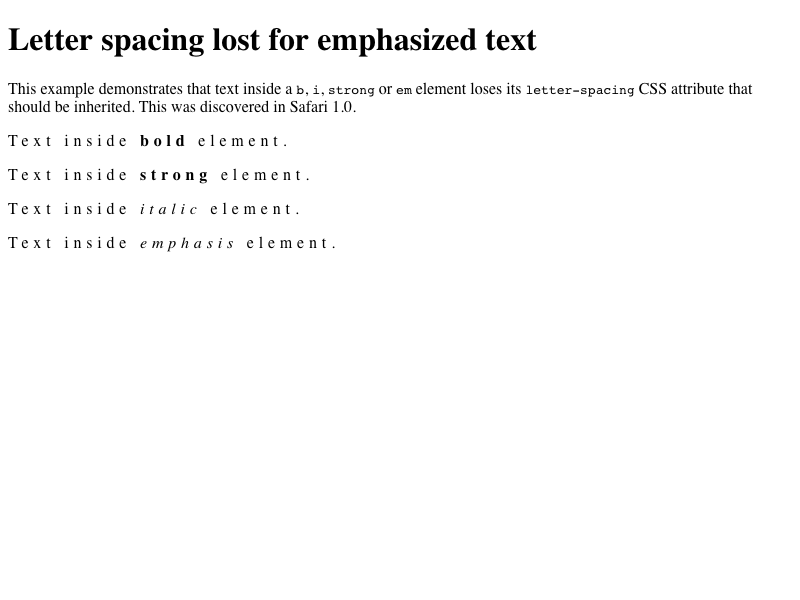 Letter spacing lost for emphasized text
This example demonstrates that text inside a b, i, strong or em element loses its letter-spacing CSS attribute that
should be inherited. This was discovered in Safari 1.0.
Text inside bold element.
Text inside strong element.
Text inside italic element.
Text inside emphasis element.